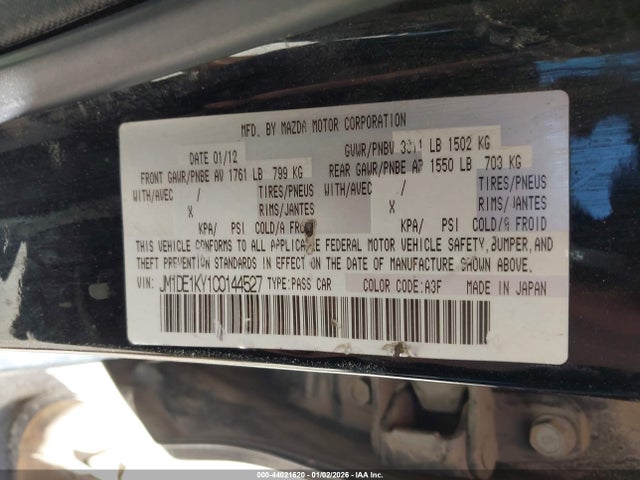 MFD. BY MAZDA MOTOR CORPORATION
DATE 01/12 GVWR/PNBV LB 1502 KG
FRONT GAWR/PNBE AV 1761 LB 799 KG REAR GAWR/PNBE 1550 LB 703 KG
WITH/AVEC / TIRES/PNEUS WITH/AVEC / TIRES/PNEUS
X RIMS/JANTES X RIMS/JANTES
KPA/ PSI COLD/A FROID KPA/ PSI COLD/A FROID
THIS VEHICLE CONFORMS TO ALL APPLICABLE FEDERAL MOTOR VEHICLE SAFETY, BUMPER, AND
THEFT PREVENTION STANDARDS IN EFFECT ON THE DATE OF MANUFACTURE SHOWN ABOVE.
VIN: JM1DE1KY1C0144527 TYPE:PASS CAR COLOR CODE:A3F MADE IN JAPAN
000-44021620 - 01/02/2026 - © IAA, Inc.